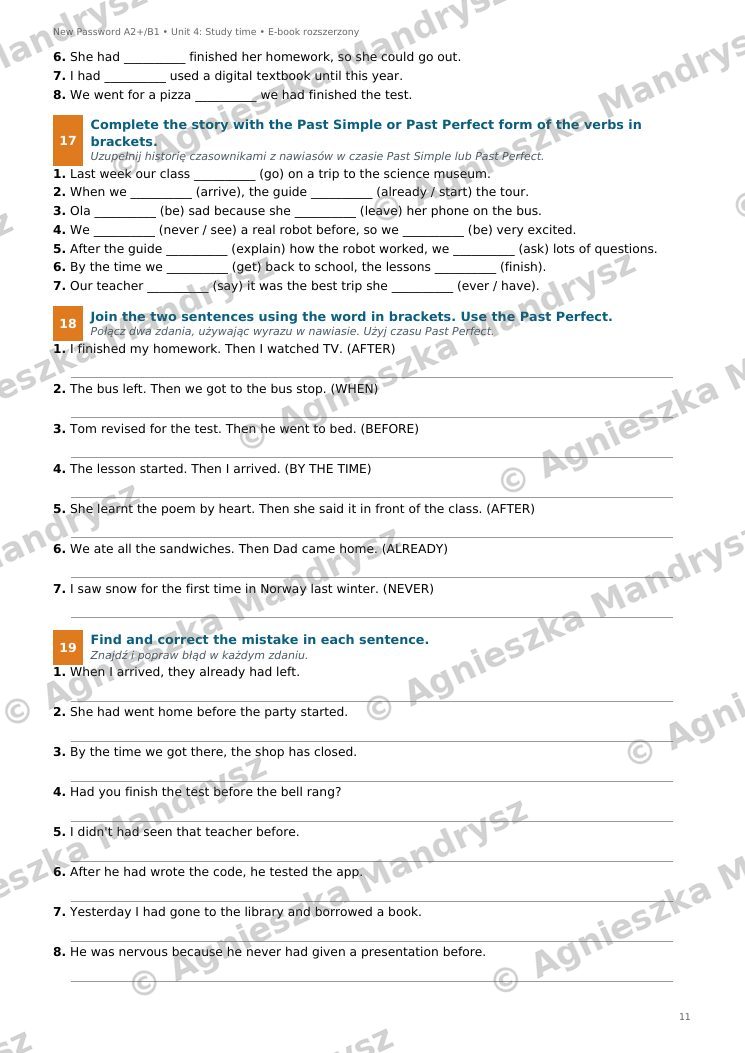 New Password A2+/B1 • Unit 4: Study time • E-book rozszerzony
6. She had __________ finished her homework, so she could go out.
7. I had __________ used a digital textbook until this year.
8. We went for a pizza __________ we had finished the test.
17
Complete the story with the Past Simple or Past Perfect form of the verbs in
brackets.
Uzupełnij historię czasownikami z nawiasów w czasie Past Simple lub Past Perfect.
1. Last week our class __________ (go) on a trip to the science museum.
2. When we __________ (arrive), the guide __________ (already / start) the tour.
3. Ola __________ (be) sad because she __________ (leave) her phone on the bus.
4. We __________ (never / see) a real robot before, so we __________ (be) very excited.
5. After the guide __________ (explain) how the robot worked, we __________ (ask) lots of questions.
6. By the time we __________ (get) back to school, the lessons __________ (finish).
7. Our teacher __________ (say) it was the best trip she __________ (ever / have).
18
Join the two sentences using the word in brackets. Use the Past Perfect.
Połącz dwa zdania, używając wyrazu w nawiasie. Użyj czasu Past Perfect.
1. I finished my homework. Then I watched TV. (AFTER)
2. The bus left. Then we got to the bus stop. (WHEN)
3. Tom revised for the test. Then he went to bed. (BEFORE)
4. The lesson started. Then I arrived. (BY THE TIME)
5. She learnt the poem by heart. Then she said it in front of the class. (AFTER)
6. We ate all the sandwiches. Then Dad came home. (ALREADY)
7. I saw snow for the first time in Norway last winter. (NEVER)
19
Find and correct the mistake in each sentence.
Znajdź i popraw błąd w każdym zdaniu.
1. When I arrived, they already had left.
2. She had went home before the party started.
3. By the time we got there, the shop has closed.
4. Had you finish the test before the bell rang?
5. I didn't had seen that teacher before.
6. After he had wrote the code, he tested the app.
7. Yesterday I had gone to the library and borrowed a book.
8. He was nervous because he never had given a presentation before.
11
© Agnieszka Mandrysz